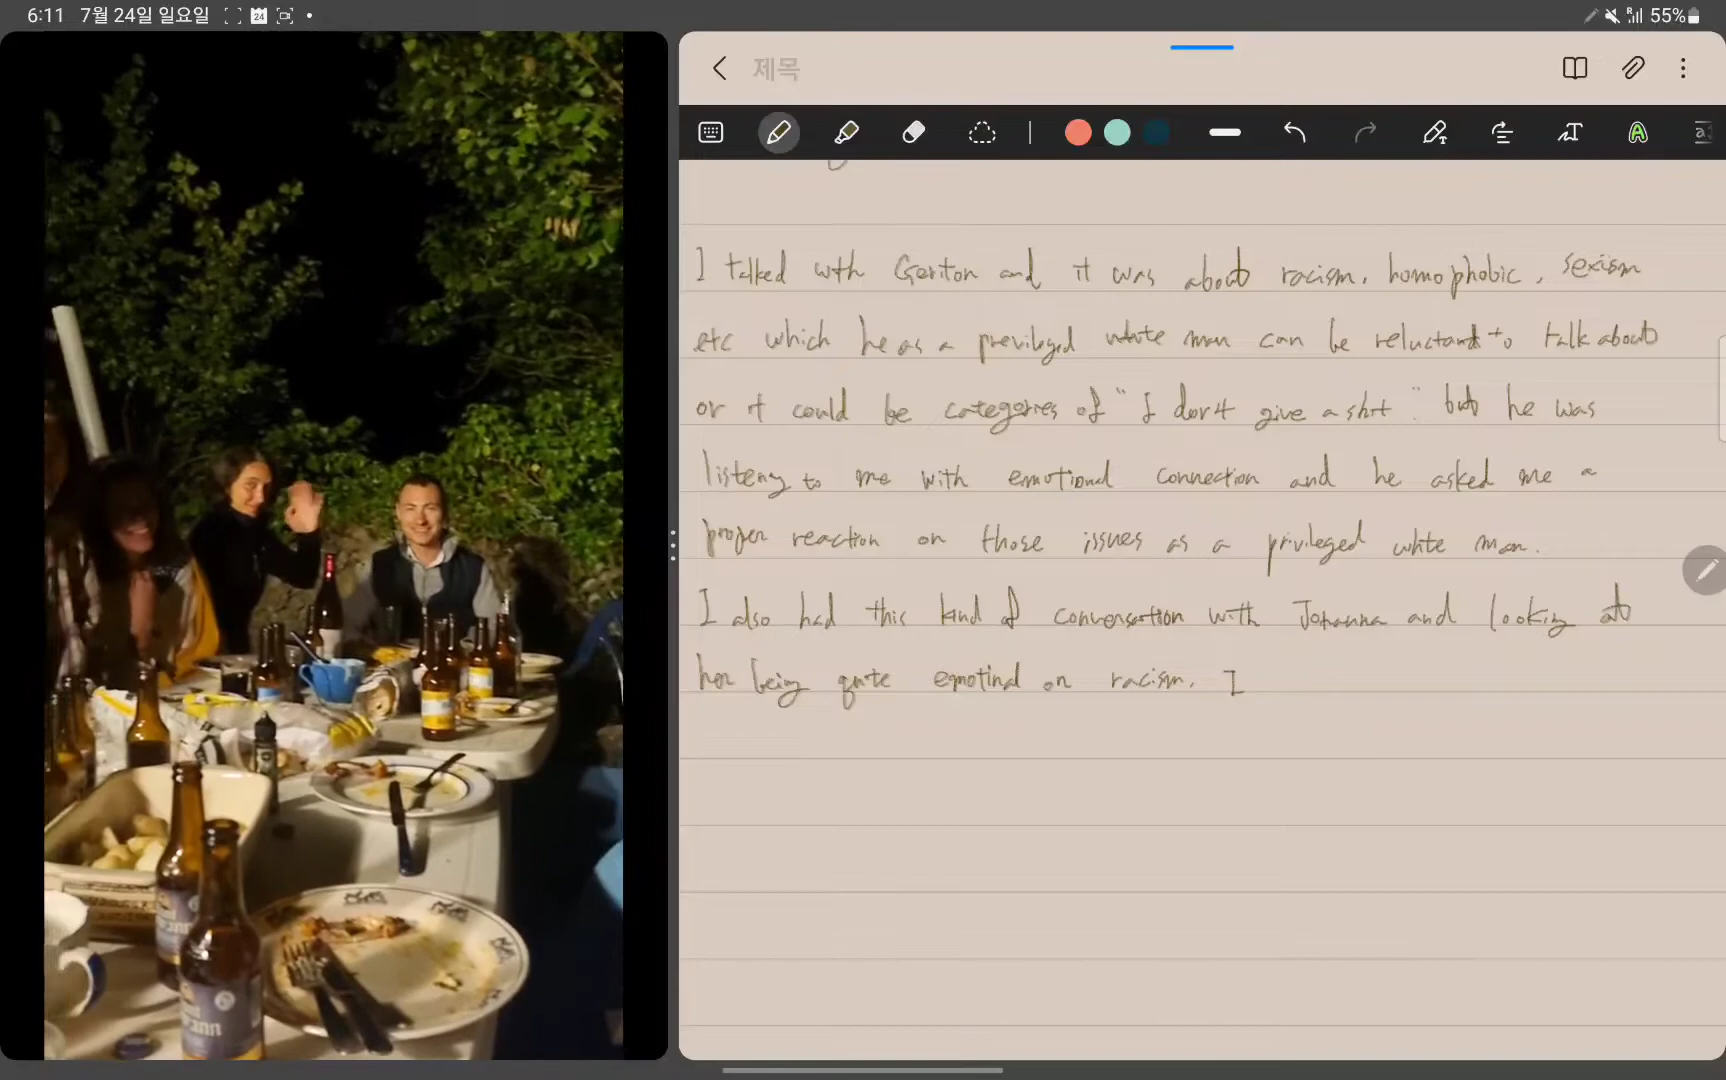 6:11 7월 24일 일요일 24 55%
제목
I talked wth Geriton and it was about racism, homophobic, sexism
etc which he as a previleged white man can be reluctant to talk about
or it could be categories of "I don't give a shit" but he was
listeng to me with emotional connection and he asked me a
proper reaction on those issues as a privileged white man.
I also had this kind of conversation with Johanna and looking at
her being quite emotinal on racism. I